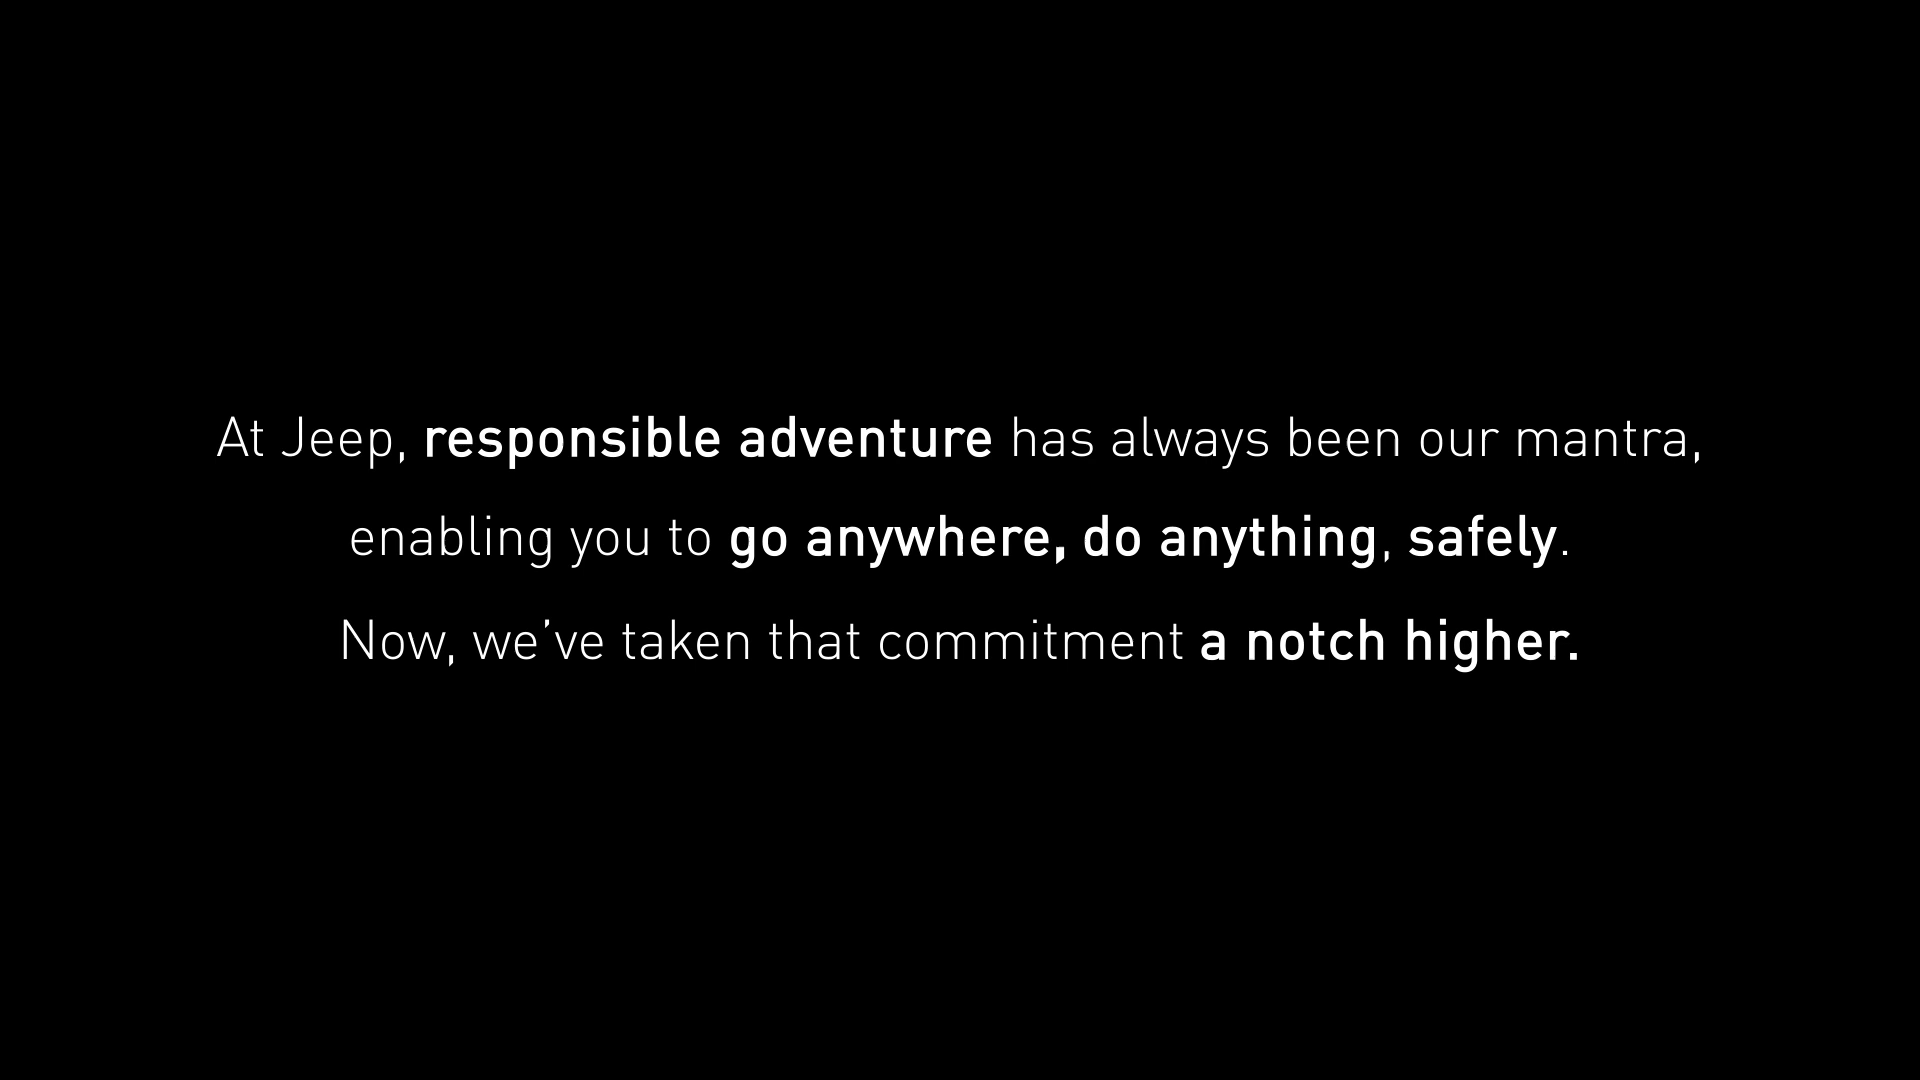 At Jeep, responsible adventure has always been our mantra,
enabling you to go anywhere, do anything, safely.
Now, we’ve taken that commitment a notch higher.